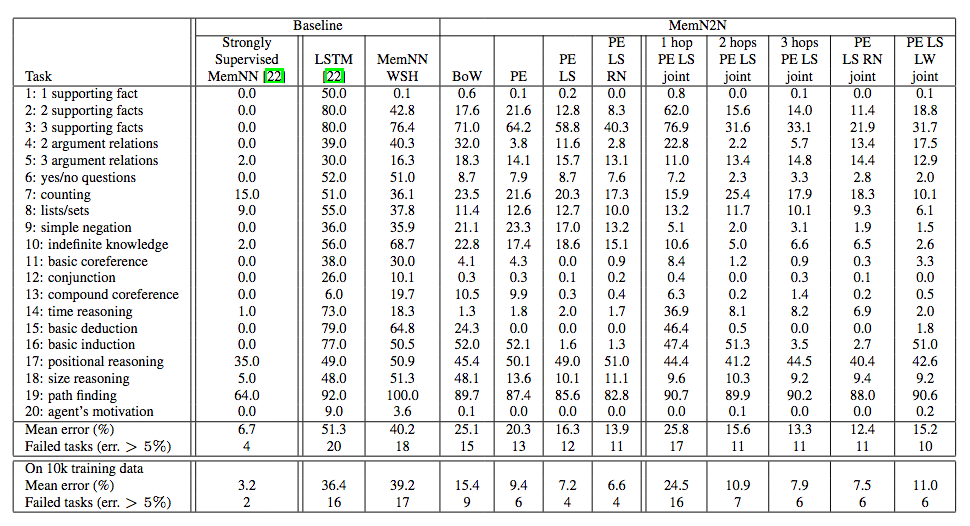 Baseline MemN2N
Strongly Supervised MemNN [22] LSTM [22] MemNN WSH BoW PE PE LS PE LS RN 1 hop PE LS joint 2 hops PE LS joint 3 hops PE LS joint PE LS RN joint PE LS LW joint
Task
1: 1 supporting fact 0.0 50.0 0.1 0.6 0.1 0.2 0.0 0.8 0.0 0.1 0.0 0.1
2: 2 supporting facts 0.0 80.0 42.8 17.6 21.6 12.8 8.3 62.0 15.6 14.0 11.4 18.8
3: 3 supporting facts 0.0 80.0 76.4 71.0 64.2 58.8 40.3 76.9 31.6 33.1 21.9 31.7
4: 2 argument relations 0.0 39.0 40.3 32.0 3.8 11.6 2.8 22.8 2.2 5.7 13.4 17.5
5: 3 argument relations 2.0 30.0 16.3 18.3 14.1 15.7 13.1 11.0 13.4 14.8 14.4 12.9
6: yes/no questions 0.0 52.0 51.0 8.7 7.9 8.7 7.6 7.2 2.3 3.3 2.8 2.0
7: counting 15.0 51.0 36.1 23.5 21.6 20.3 17.3 15.9 25.4 17.9 18.3 10.1
8: lists/sets 9.0 55.0 37.8 11.4 12.6 12.7 10.0 13.2 11.7 10.1 9.3 6.1
9: simple negation 0.0 36.0 35.9 21.1 23.3 17.0 13.2 5.1 2.0 3.1 1.9 1.5
10: indefinite knowledge 2.0 56.0 68.7 22.8 17.4 18.6 15.1 10.6 5.0 6.6 6.5 2.6
11: basic coreference 0.0 38.0 30.0 4.1 4.3 0.0 0.9 8.4 1.2 0.9 0.3 3.3
12: conjunction 0.0 26.0 10.1 0.3 0.3 0.1 0.2 0.4 0.0 0.3 0.1 0.0
13: compound coreference 0.0 6.0 19.7 10.5 9.9 0.3 0.4 6.3 0.2 1.4 0.2 0.5
14: time reasoning 1.0 73.0 18.3 1.3 1.8 2.0 1.7 36.9 8.1 8.2 6.9 2.0
15: basic deduction 0.0 79.0 64.8 24.3 0.0 0.0 0.0 46.4 0.5 0.0 0.0 1.8
16: basic induction 0.0 77.0 50.5 52.0 52.1 1.6 1.3 47.4 51.3 3.5 2.7 51.0
17: positional reasoning 35.0 49.0 50.9 45.4 50.1 49.0 51.0 44.4 41.2 44.5 40.4 42.6
18: size reasoning 5.0 48.0 51.3 48.1 13.6 10.1 11.1 9.6 10.3 9.2 9.4 9.2
19: path finding 64.0 92.0 100.0 89.7 87.4 85.6 82.8 90.7 89.9 90.2 88.0 90.6
20: agent's motivation 0.0 9.0 3.6 0.1 0.0 0.0 0.0 0.0 0.1 0.0 0.0 0.2
Mean error (%) 6.7 51.3 40.2 25.1 20.3 16.3 13.9 25.8 15.6 13.3 12.4 15.2
Failed tasks (err. > 5%) 4 20 18 15 13 12 11 17 11 11 11 10
On 10k training data
Mean error (%) 3.2 36.4 39.2 15.4 9.4 7.2 6.6 24.5 10.9 7.9 7.5 11.0
Failed tasks (err. > 5%) 2 16 17 9 6 4 4 16 7 6 6 6